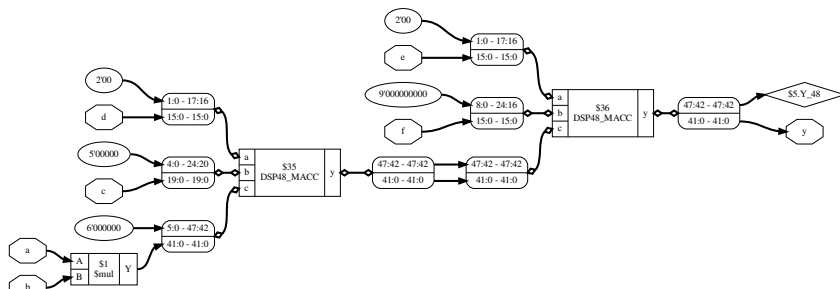 2'00
1:0 - 17:16
e
15:0 - 15:0
a
9'000000000
8:0 - 24:16
b
$36
DSP48_MACC
y
47:42 - 47:42
$5.Y_48
f
15:0 - 15:0
c
41:0 - 41:0
y
2'00
1:0 - 17:16
d
15:0 - 15:0
5'00000
4:0 - 24:20
c
19:0 - 19:0
a
b
c
$35
DSP48_MACC
y
47:42 - 47:42
41:0 - 41:0
47:42 - 47:42
41:0 - 41:0
6'000000
5:0 - 47:42
41:0 - 41:0
a
A
B
$1
$mul
Y
b